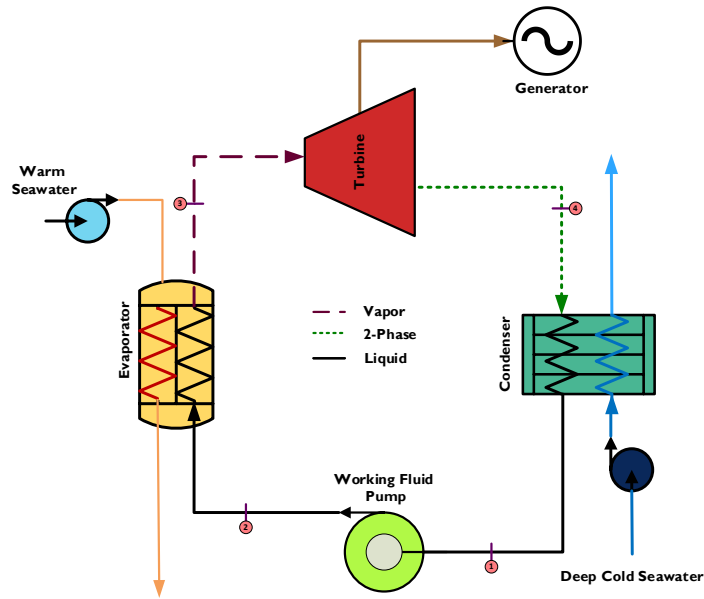 Generator
Turbine
Warm
Seawater
3
4
Evaporator
Vapor
2-Phase
Liquid
Condenser
Working Fluid
Pump
2
1
Deep Cold Seawater